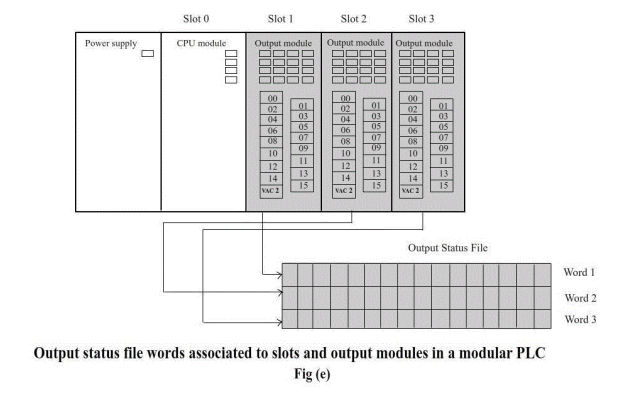 Slot 0 Slot 1 Slot 2 Slot 3
Power supply CPU module Output module Output module Output module
00 00 00
01 01 01
02 02 02
03 03 03
04 04 04
05 05 05
06 06 06
07 07 07
08 08 08
09 09 09
10 10 10
11 11 11
12 12 12
13 13 13
14 14 14
15 15 15
VAC 2 VAC 2 VAC 2
Output Status File
Word 1
Word 2
Word 3
Output status file words associated to slots and output modules in a modular PLC
Fig (e)